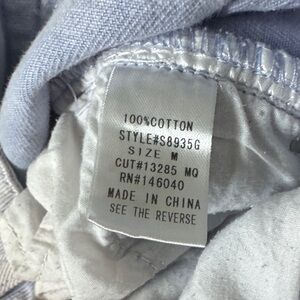 100%COTTON
STYLE#S8935G
SIZE M
CUT#13285 MQ
RN#146040
MADE IN CHINA
SEE THE REVERSE